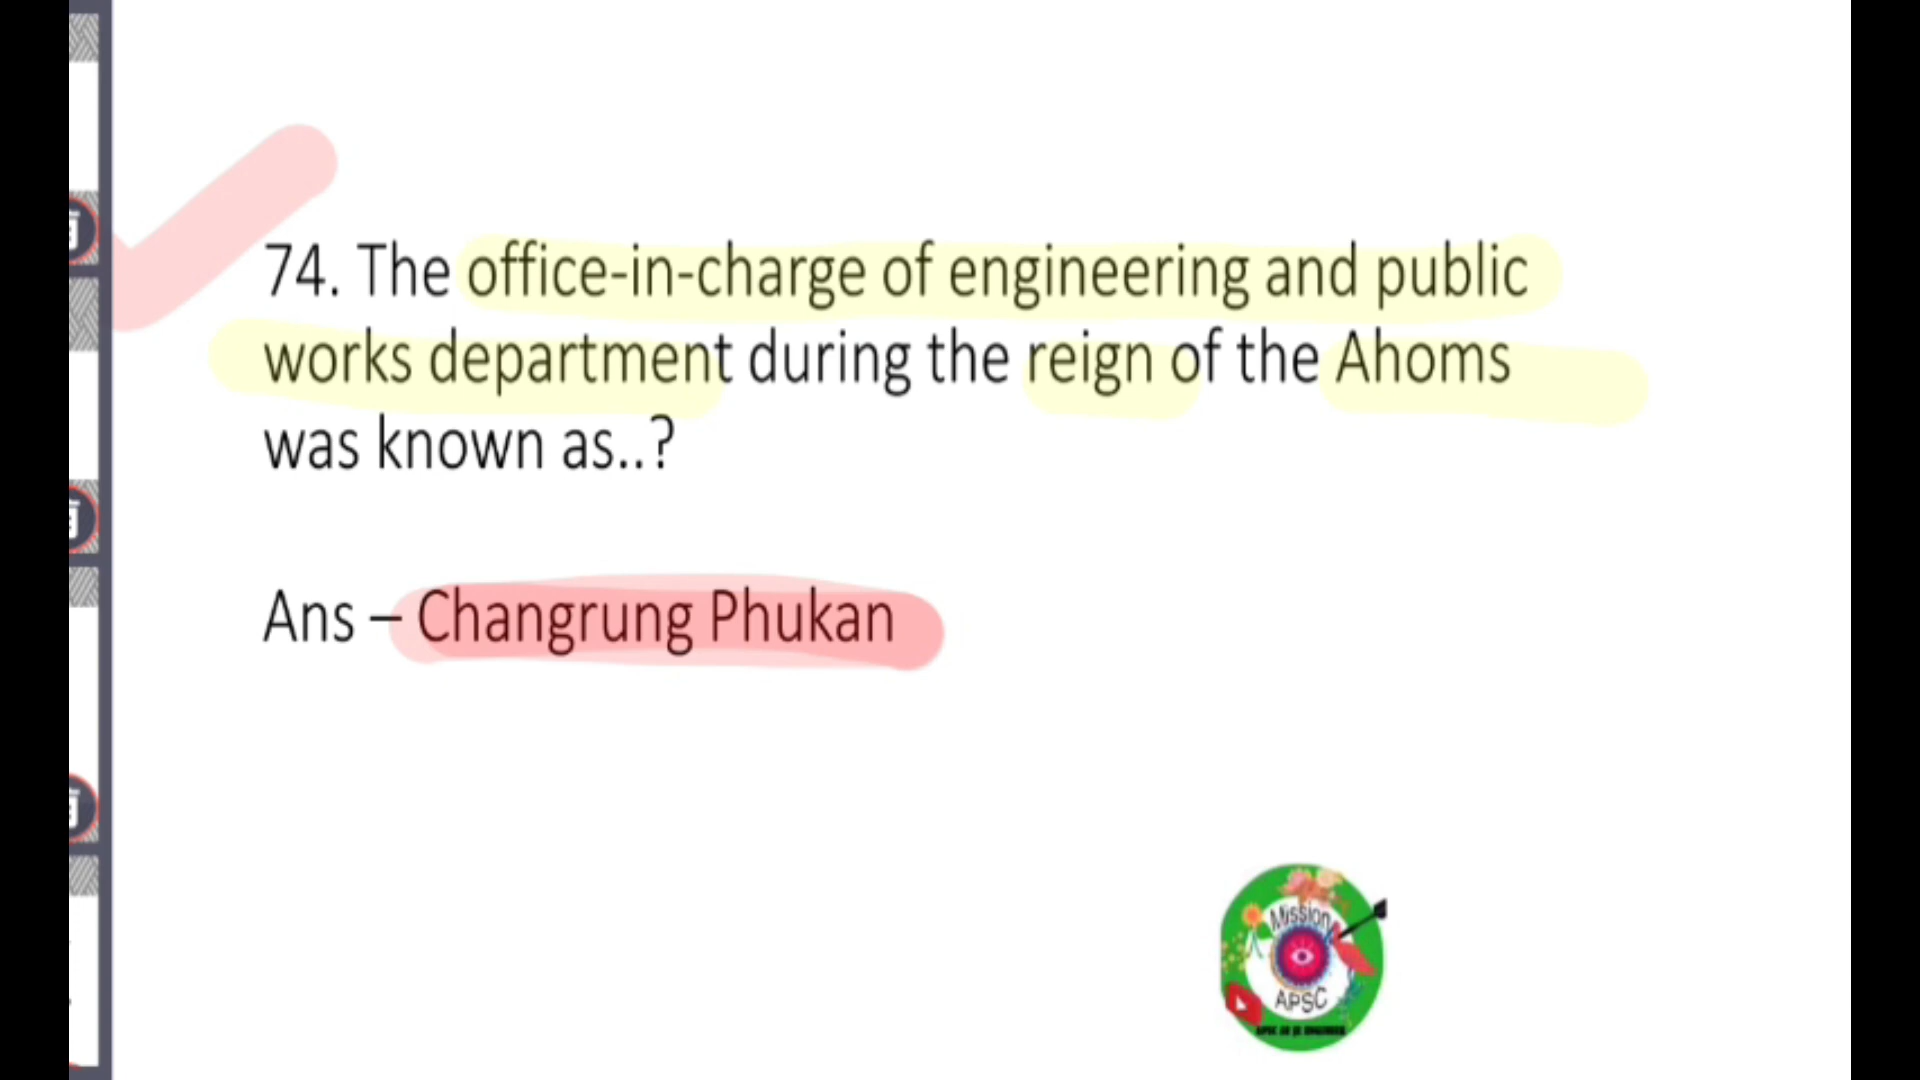 74. The office-in-charge of engineering and public
works department during the reign of the Ahoms
was known as..?
Ans – Changrung Phukan
Mission
APSC